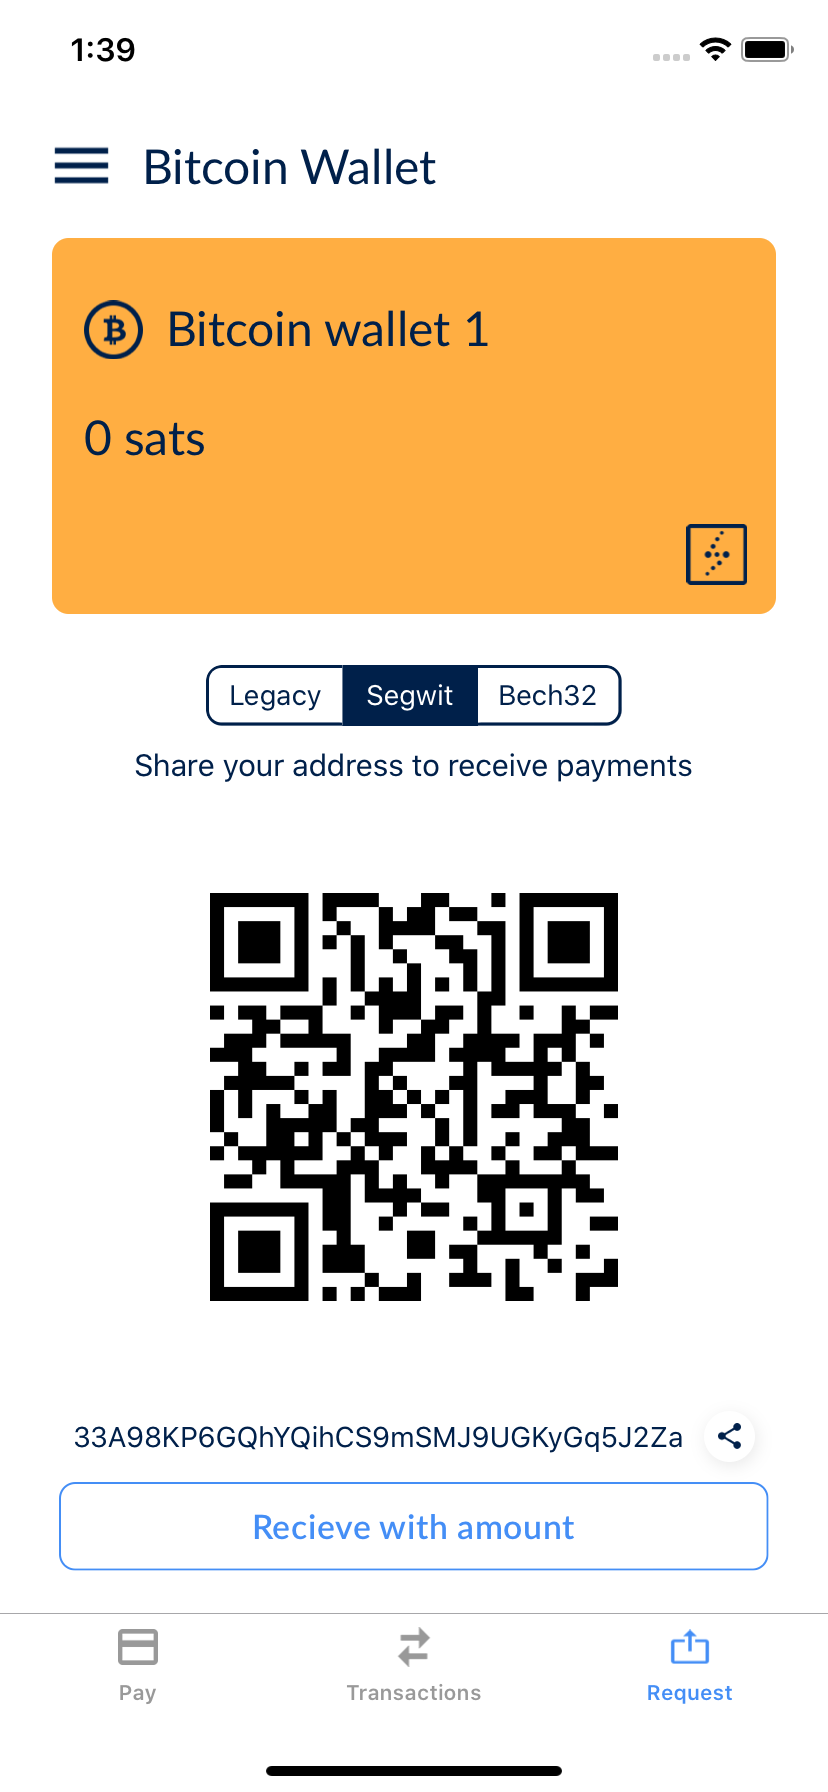 1:39
Bitcoin Wallet
Bitcoin wallet 1
0 sats
Legacy Segwit Bech32
Share your address to receive payments
33A98KP6GQhYQihCS9mSMJ9UGKyGq5J2Za
Recieve with amount
Pay Transactions Request